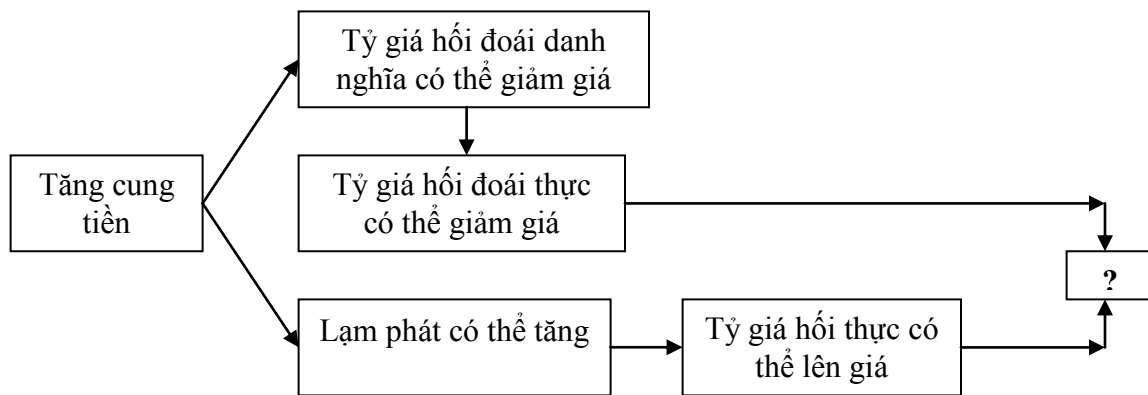 Tỷ giá hối đoái danh
nghĩa có thể giảm giá
Tăng cung
tiền
Tỷ giá hối đoái thực
có thể giảm giá
?
Lạm phát có thể tăng
Tỷ giá hối thực có
thể lên giá